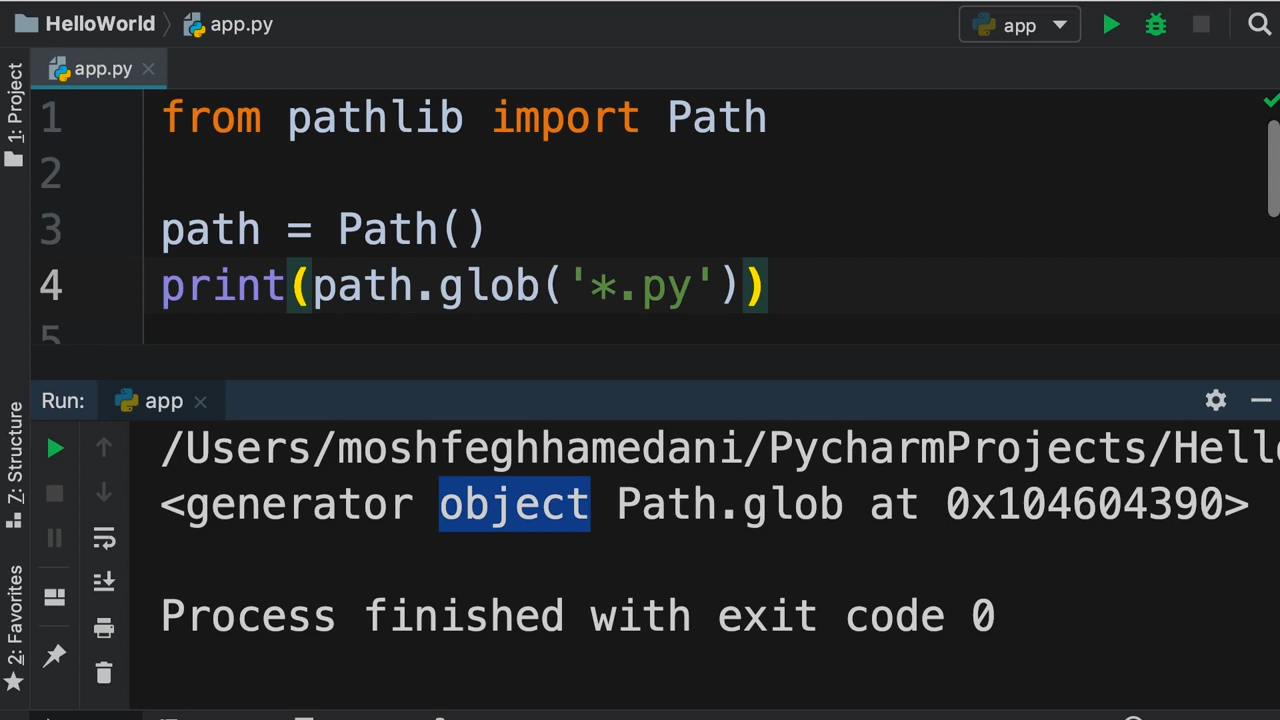 HelloWorld
app.py
app
1: Project
app.py
1 from pathlib import Path
2
3 path = Path()
4 print(path.glob('*.py'))
5
Run:
app
7: Structure
2: Favorites
/Users/moshfeghhamedani/PycharmProjects/Hello
<generator object Path.glob at 0x104604390>
Process finished with exit code 0